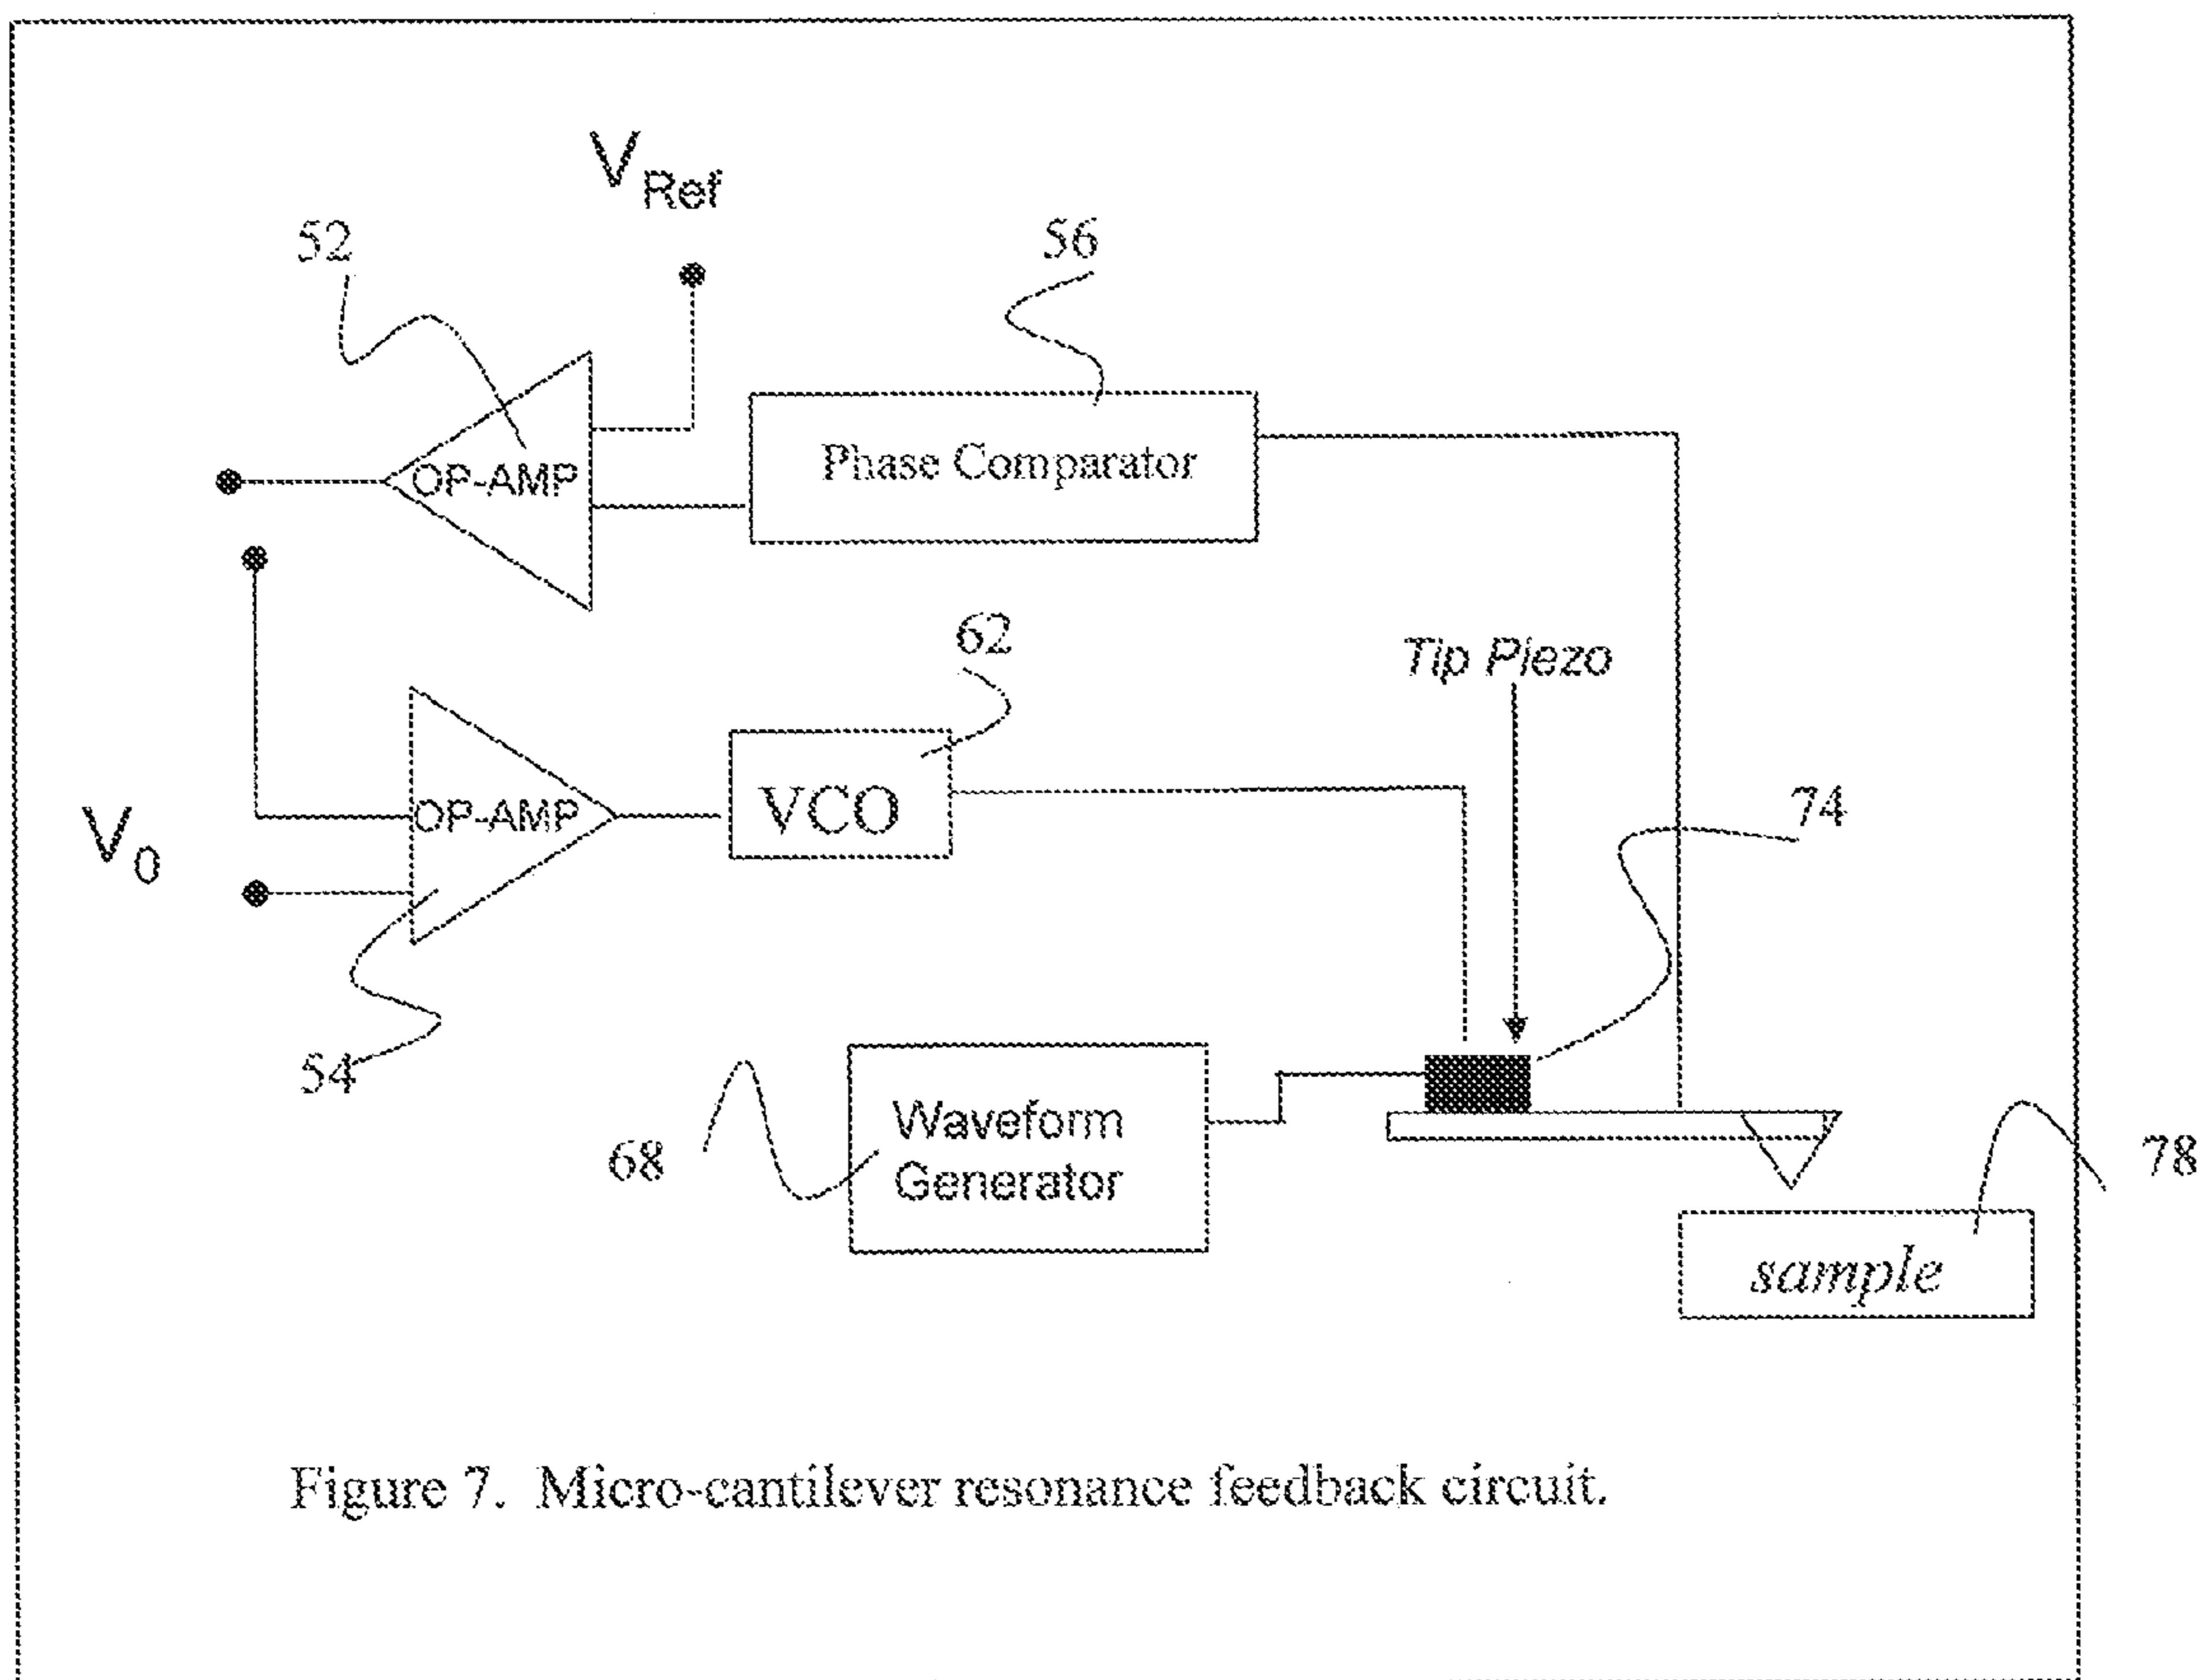 V Ref
52
56
OP-AMP
Phase Comparator
62
Tip Piezo
74
OP-AMP
VCO
V0
54
Waveform
Generator
68
78
sample
Figure 7. Micro-cantilever resonance feedback circuit.